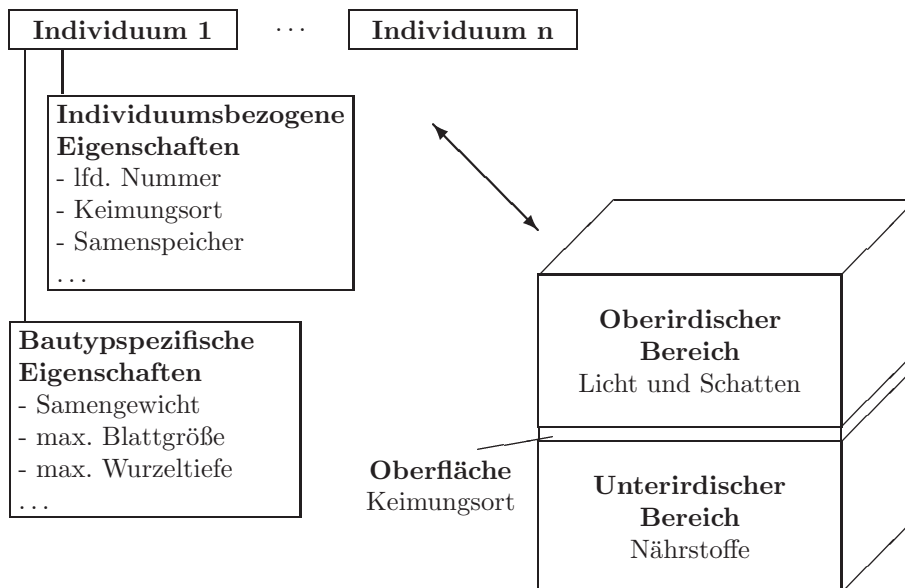 Individuum 1 ... Individuum n
Individuumsbezogene
Eigenschaften
- lfd. Nummer
- Keimungsort
- Samenspeicher
...
Bautypspezifische
Eigenschaften
- Samengewicht
- max. Blattgröße
- max. Wurzeltiefe
...
Oberirdischer
Bereich
Licht und Schatten
Oberfläche
Keimungsort
Unterirdischer
Bereich
Nährstoffe